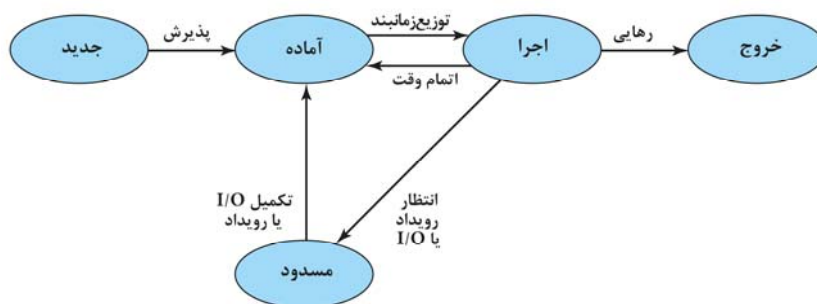 جدید
پذیرش
آماده
توزیع‌زمانبند
اتمام وقت
اجرا
رهایی
خروج
تکمیل I/O
یا رویداد
انتظار
رویداد
یا I/O
مسدود